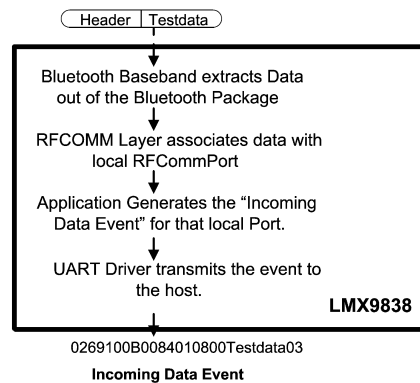 Header Testdata
Bluetooth Baseband extracts Data
out of the Bluetooth Package
RFCOMM Layer associates data with
local RFCommPort
Application Generates the “Incoming
Data Event” for that local Port.
UART Driver transmits the event to
the host.
LMX9838
0269100B0084010800Testdata03
Incoming Data Event